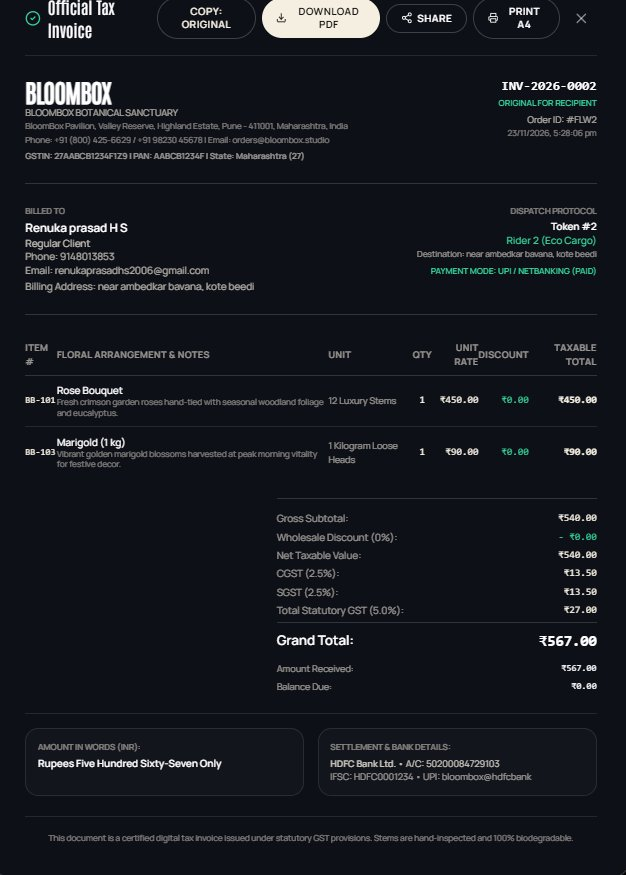 Official Tax
Invoice
COPY:
ORIGINAL
DOWNLOAD
PDF
SHARE
PRINT
A4
BLOOMBOX
BLOOMBOX BOTANICAL SANCTUARY
BloomBox Pavilion, Valley Reserve, Highland Estate, Pune - 411001, Maharashtra, India
Phone: +91 (800) 425-6629 / +91 98230 45678 | Email: orders@bloombox.studio
GSTIN: 27AABCB1234F1Z9 | PAN: AABCB1234F | State: Maharashtra (27)
INV-2026-0002
ORIGINAL FOR RECIPIENT
Order ID: #FLW2
23/11/2026, 5:28:06 pm
BILLED TO
Renuka prasad H S
Regular Client
Phone: 9148013853
Email: renukaprasadhs2006@gmail.com
Billing Address: near ambedkar bavana, kote beedi
DISPATCH PROTOCOL
Token #2
Rider 2 (Eco Cargo)
Destination: near ambedkar bavana, kote beedi
PAYMENT MODE: UPI / NETBANKING (PAID)
ITEM # FLORAL ARRANGEMENT & NOTES UNIT QTY UNIT RATE DISCOUNT TAXABLE TOTAL
BB-101 Rose Bouquet
Fresh crimson garden roses hand-tied with seasonal woodland foliage
and eucalyptus.
12 Luxury Stems 1 ₹450.00 ₹0.00 ₹450.00
BB-103 Marigold (1 kg)
Vibrant golden marigold blossoms harvested at peak morning vitality
for festive decor.
1 Kilogram Loose
Heads
1 ₹90.00 ₹0.00 ₹90.00
Gross Subtotal: ₹540.00
Wholesale Discount (0%): - ₹0.00
Net Taxable Value: ₹540.00
CGST (2.5%): ₹13.50
SGST (2.5%): ₹13.50
Total Statutory GST (5.0%): ₹27.00
Grand Total: ₹567.00
Amount Received: ₹567.00
Balance Due: ₹0.00
AMOUNT IN WORDS (INR):
Rupees Five Hundred Sixty-Seven Only
SETTLEMENT & BANK DETAILS:
HDFC Bank Ltd. • A/C: 50200084729103
IFSC: HDFC0001234 • UPI: bloombox@hdfcbank
This document is a certified digital tax invoice issued under statutory GST provisions. Stems are hand-inspected and 100% biodegradable.